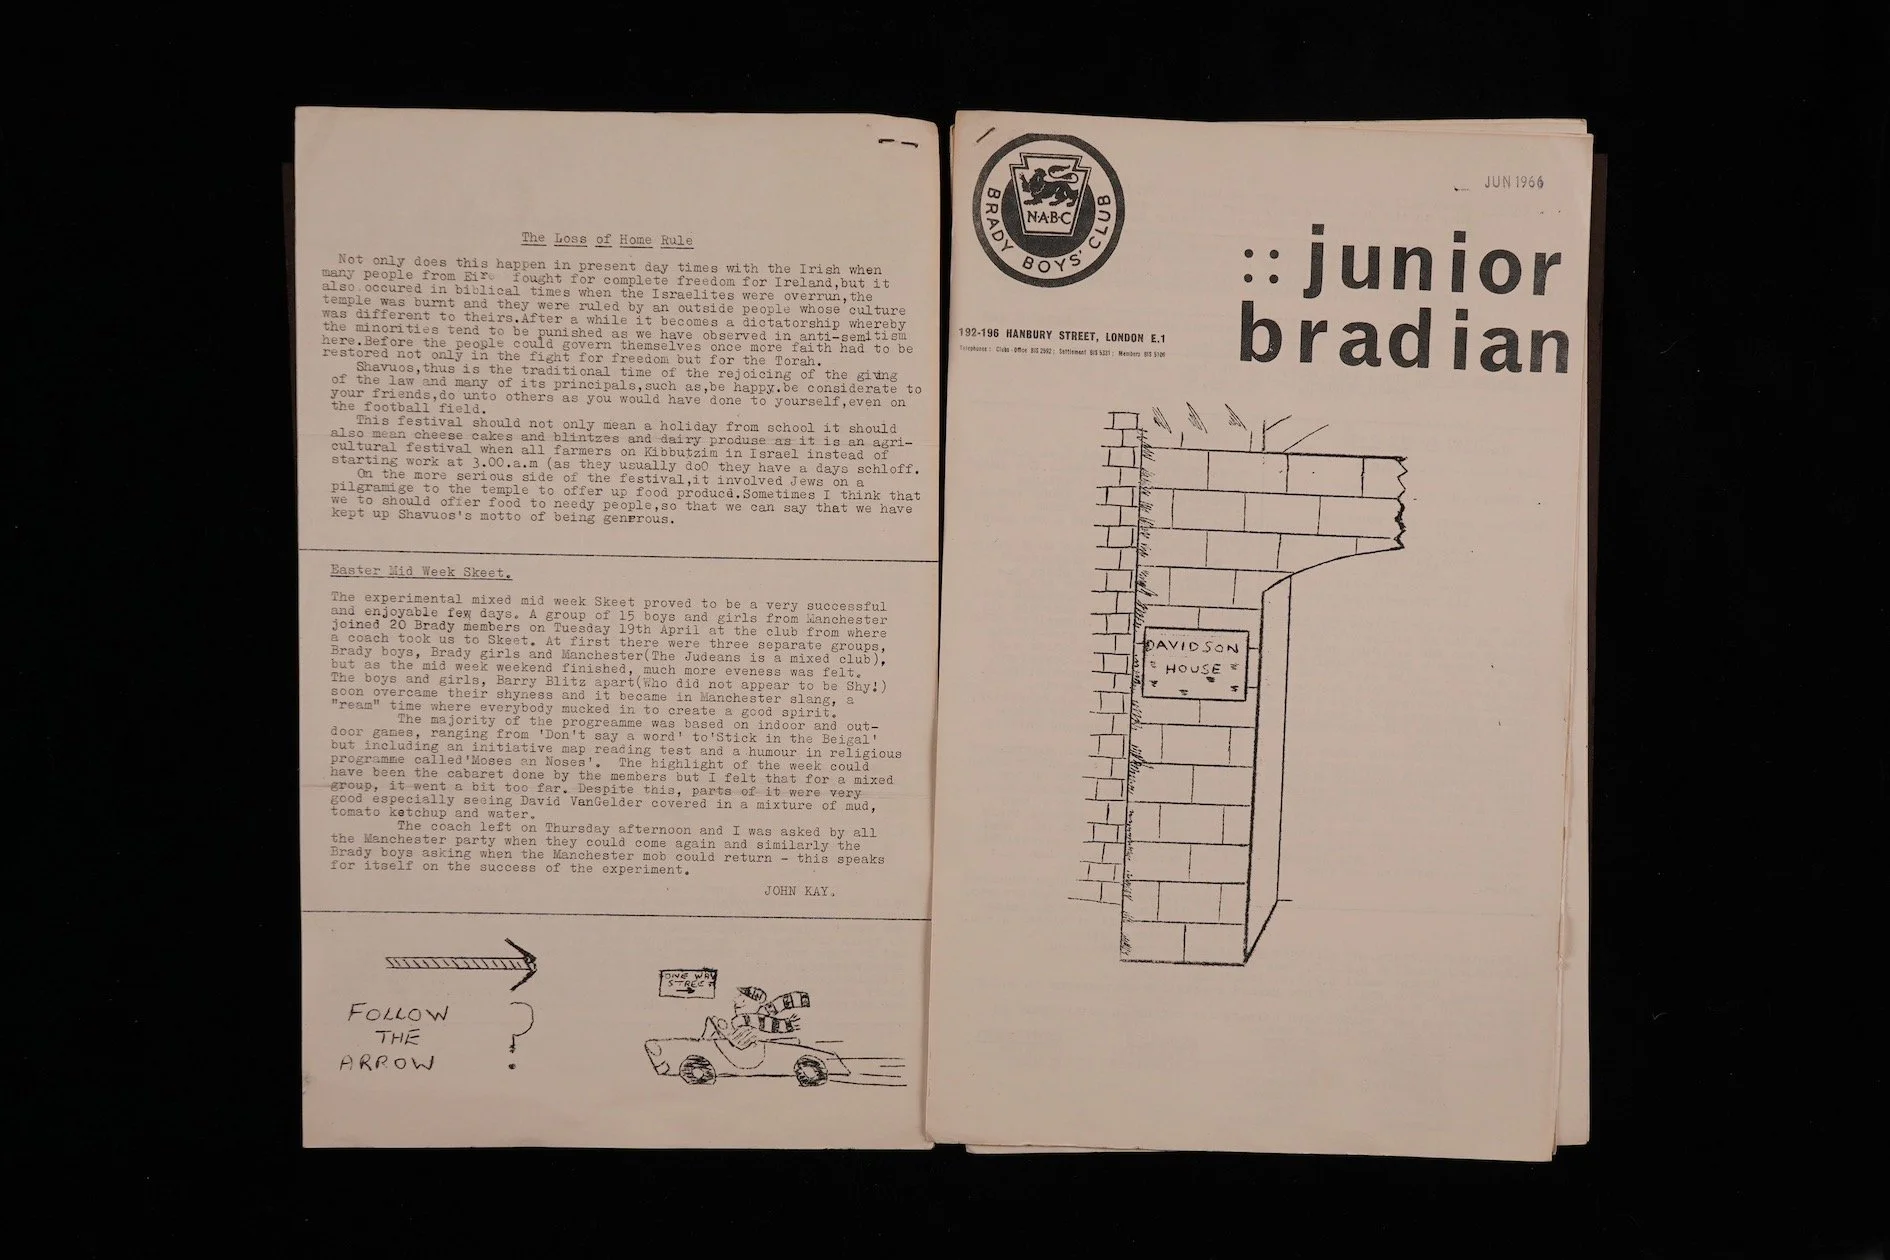 The Loss of Home Rule
Not only does this happen in present day times with the Irish when
many people from Eire fought for complete freedom for Ireland,but it
also.occured in biblical times when the Israelites were overrun,the
temple was burnt and they were ruled by an outside people whose culture
was different to theirs.After a while it becomes a dictatorship whereby
the minorities tend to be punished as we have observed in anti-semitism
here.Before the people could govern themselves once more faith had to be
restored not only in the fight for freedom but for the Torah.
Shavuos,thus is the traditional time of the rejoicing of the giving
of the law and many of its principals,such as,be happy.be considerate to
your friends,do unto others as you would have done to yourself,even on
the football field.
This festival should not only mean a holiday from school it should
also mean cheese cakes and blintzes and dairy produse as it is an agri-
cultural festival when all farmers on Kibbutzim in Israel instead of
starting work at 3.00.a.m (as they usually doO they have a days schloff.
On the more serious side of the festival,it involved Jews on a
pilgramige to the temple to offer up food producd.Sometimes I think that
we to should offer food to needy people,so that we can say that we have
kept up Shavuos's motto of being generous.
Easter Mid Week Skeet.
The experimental mixed mid week Skeet proved to be a very successful
and enjoyable few days. A group of 15 boys and girls from Manchester
joined 20 Brady members on Tuesday 19th April at the club from where
a coach took us to Skeet. At first there were three separate groups,
Brady boys, Brady girls and Manchester(The Judeans is a mixed club),
but as the mid week weekend finished, much more eveness was felt.
The boys and girls, Barry Blitz apart(Who did not appear to be Shy!)
soon overcame their shyness and it became in Manchester slang, a
"ream" time where everybody mucked in to create a good spirit.
The majority of the progreamme was based on indoor and out-
door games, ranging from 'Don't say a word' to'Stick in the Beigal'
but including an initiative map reading test and a humour in religious
programme called'Moses an Noses'. The highlight of the week could
have been the cabaret done by the members but I felt that for a mixed
group, it went a bit too far. Despite this, parts of it were very
good especially seeing David VanGelder covered in a mixture of mud,
tomato ketchup and water.
The coach left on Thursday afternoon and I was asked by all
the Manchester party when they could come again and similarly the
Brady boys asking when the Manchester mob could return - this speaks
for itself on the success of the experiment.
JOHN KAY.
FOLLOW
THE
ARROW
?
ONE WAY
STREET
N·A·B·C
BRADY BOYS' CLUB
JUN 1966
:: junior
bradian
192-196 HANBURY STREET, LONDON E.1
Telephones: Clubs Office BIS 2692; Settlement BIS 5331; Members BIS
DAVIDSON
HOUSE